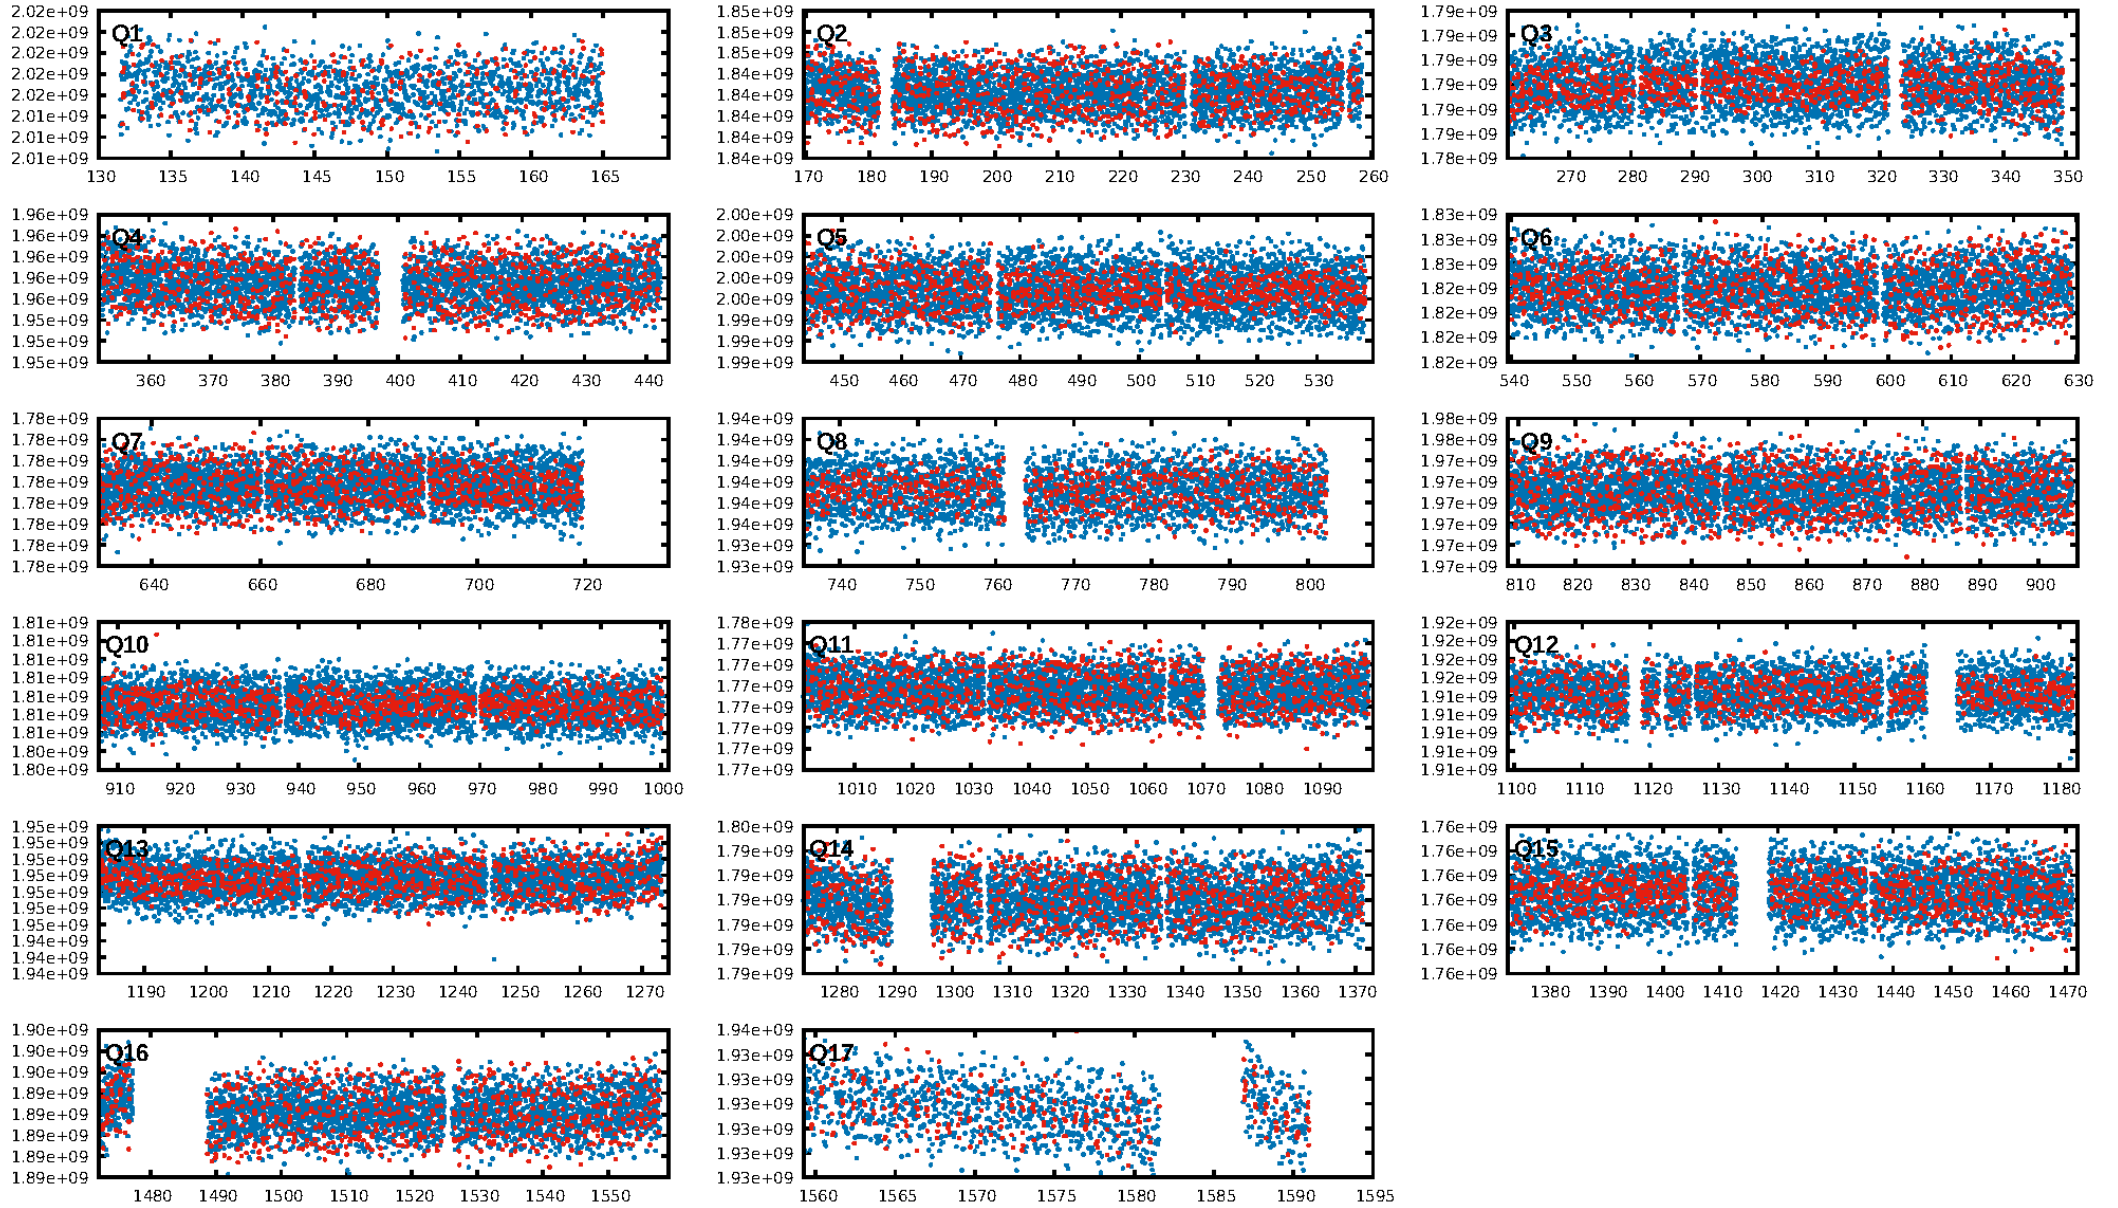 2.02e+09 2.02e+09 2.02e+09 2.02e+09 2.02e+09 2.01e+09 2.01e+09 2.01e+09
Q1
130 135 140 145 150 155 160 165
1.85e+09 1.85e+09 1.85e+09 1.84e+09 1.84e+09 1.84e+09 1.84e+09 1.84e+09
Q2
170 180 190 200 210 220 230 240 250 260
1.79e+09 1.79e+09 1.79e+09 1.79e+09 1.79e+09 1.79e+09 1.78e+09
Q3
270 280 290 300 310 320 330 340 350
1.96e+09 1.96e+09 1.96e+09 1.96e+09 1.96e+09 1.95e+09 1.95e+09 1.95e+09
Q4
360 370 380 390 400 410 420 430 440
2.00e+09 2.00e+09 2.00e+09 2.00e+09 2.00e+09 1.99e+09 1.99e+09 1.99e+09
Q5
450 460 470 480 490 500 510 520 530
1.83e+09 1.83e+09 1.83e+09 1.82e+09 1.82e+09 1.82e+09 1.82e+09
Q6
540 550 560 570 580 590 600 610 620 630
1.78e+09 1.78e+09 1.78e+09 1.78e+09 1.78e+09 1.78e+09 1.78e+09 1.78e+09
Q7
640 660 680 700 720
1.94e+09 1.94e+09 1.94e+09 1.94e+09 1.94e+09 1.94e+09 1.93e+09 1.93e+09
Q8
740 750 760 770 780 790 800
1.98e+09 1.98e+09 1.97e+09 1.97e+09 1.97e+09 1.97e+09 1.97e+09 1.97e+09
Q9
810 820 830 840 850 860 870 880 890 900
1.81e+09 1.81e+09 1.81e+09 1.81e+09 1.81e+09 1.81e+09 1.81e+09 1.80e+09 1.80e+09
Q10
910 920 930 940 950 960 970 980 990 1000
1.78e+09 1.77e+09 1.77e+09 1.77e+09 1.77e+09 1.77e+09 1.77e+09 1.77e+09
Q11
1010 1020 1030 1040 1050 1060 1070 1080 1090
1.92e+09 1.92e+09 1.92e+09 1.92e+09 1.91e+09 1.91e+09 1.91e+09 1.91e+09 1.91e+09
Q12
1100 1110 1120 1130 1140 1150 1160 1170 1180
1.95e+09 1.95e+09 1.95e+09 1.95e+09 1.95e+09 1.95e+09 1.95e+09 1.94e+09 1.94e+09 1.94e+09
Q13
1190 1200 1210 1220 1230 1240 1250 1260 1270
1.80e+09 1.79e+09 1.79e+09 1.79e+09 1.79e+09 1.79e+09 1.79e+09
Q14
1280 1290 1300 1310 1320 1330 1340 1350 1360 1370
1.76e+09 1.76e+09 1.76e+09 1.76e+09 1.76e+09 1.76e+09 1.76e+09
Q15
1380 1390 1400 1410 1420 1430 1440 1450 1460 1470
1.90e+09 1.90e+09 1.90e+09 1.89e+09 1.89e+09 1.89e+09 1.89e+09 1.89e+09
Q16
1480 1490 1500 1510 1520 1530 1540 1550
1.94e+09 1.93e+09 1.93e+09 1.93e+09 1.93e+09 1.93e+09 1.93e+09
Q17
1560 1565 1570 1575 1580 1585 1590 1595